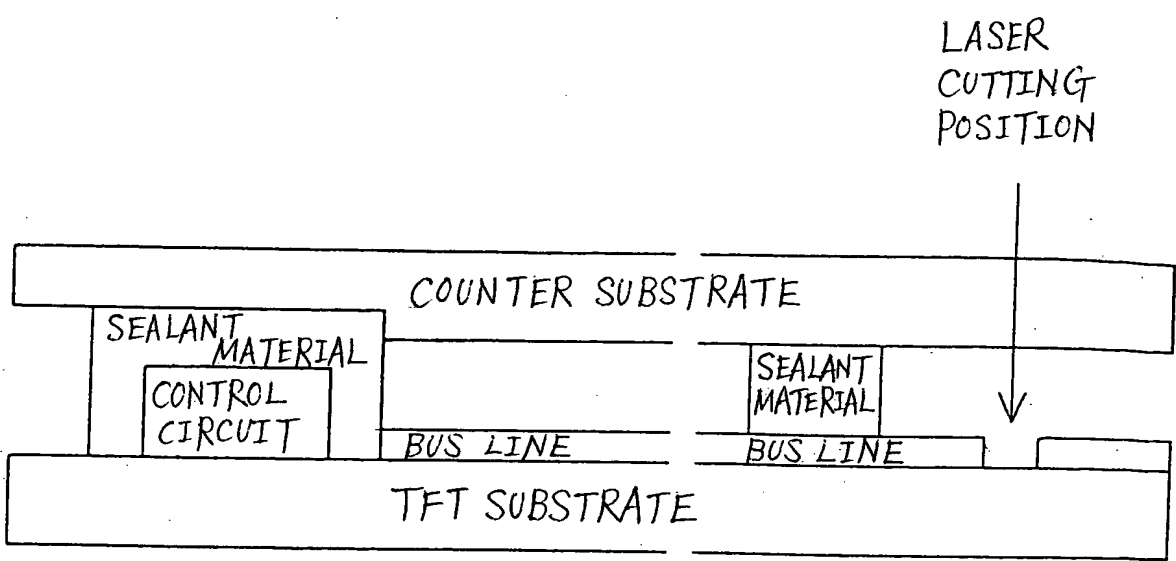 LASER
CUTTING
POSITION
COUNTER SUBSTRATE
SEALANT
MATERIAL
CONTROL
CIRCUIT
SEALANT
MATERIAL
BUS LINE
BUS LINE
TFT SUBSTRATE